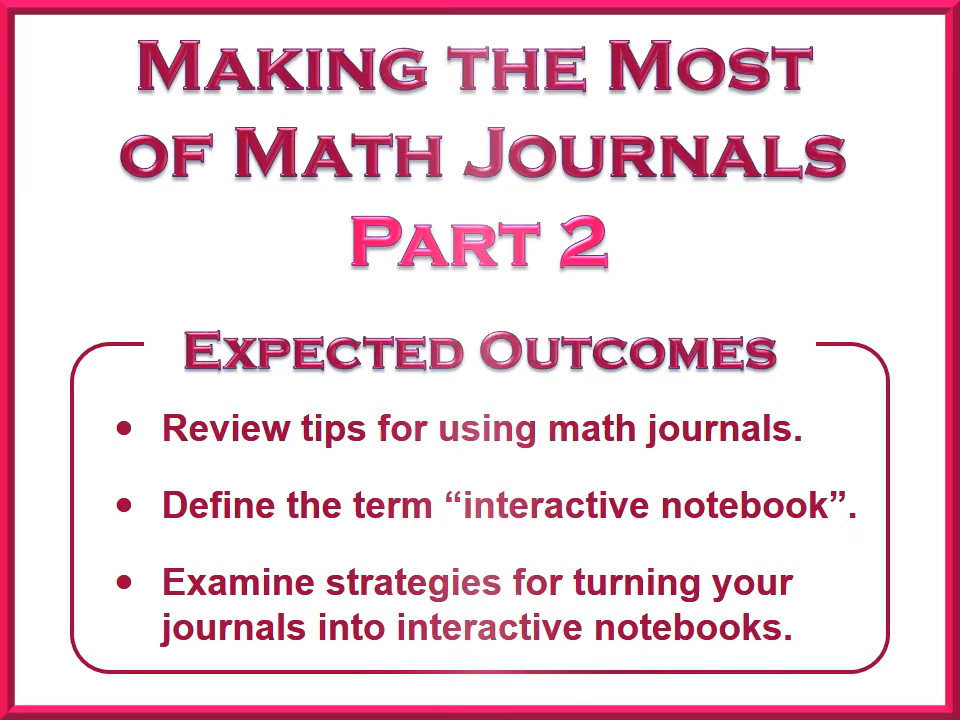 Making the Most
of Math Journals
Part 2
Expected Outcomes
• Review tips for using math journals.
• Define the term “interactive notebook”.
• Examine strategies for turning your
journals into interactive notebooks.